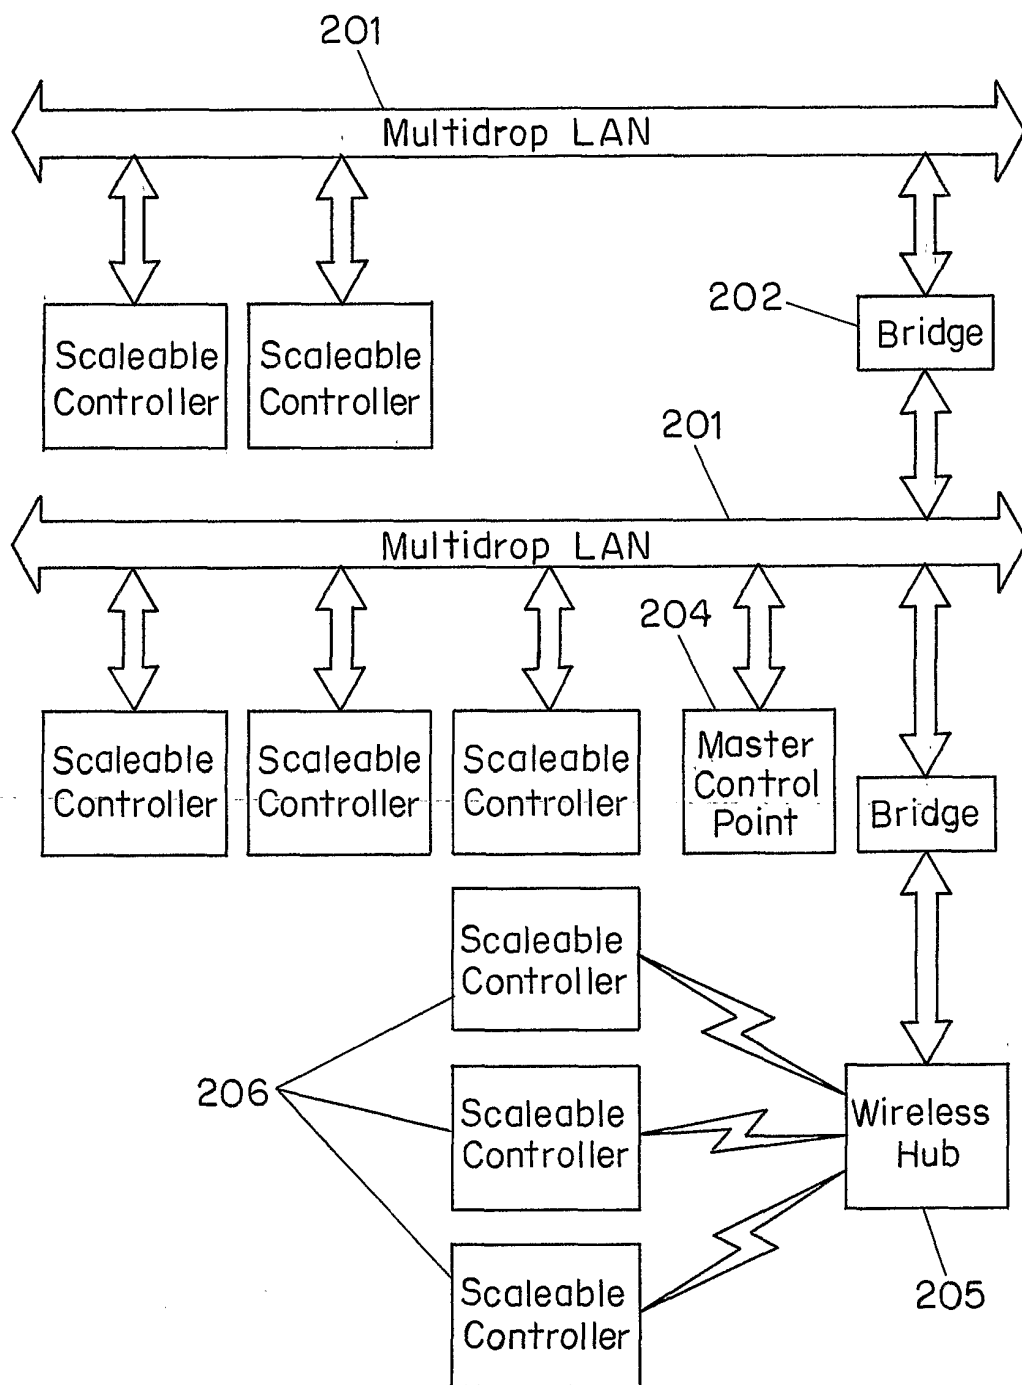 201
Multidrop LAN
202
Bridge
Scaleable
Controller
Scaleable
Controller
201
Multidrop LAN
204
Scaleable
Controller
Scaleable
Controller
Scaleable
Controller
Master
Control
Point
Bridge
Scaleable
Controller
206
Scaleable
Controller
Wireless
Hub
Scaleable
Controller
205